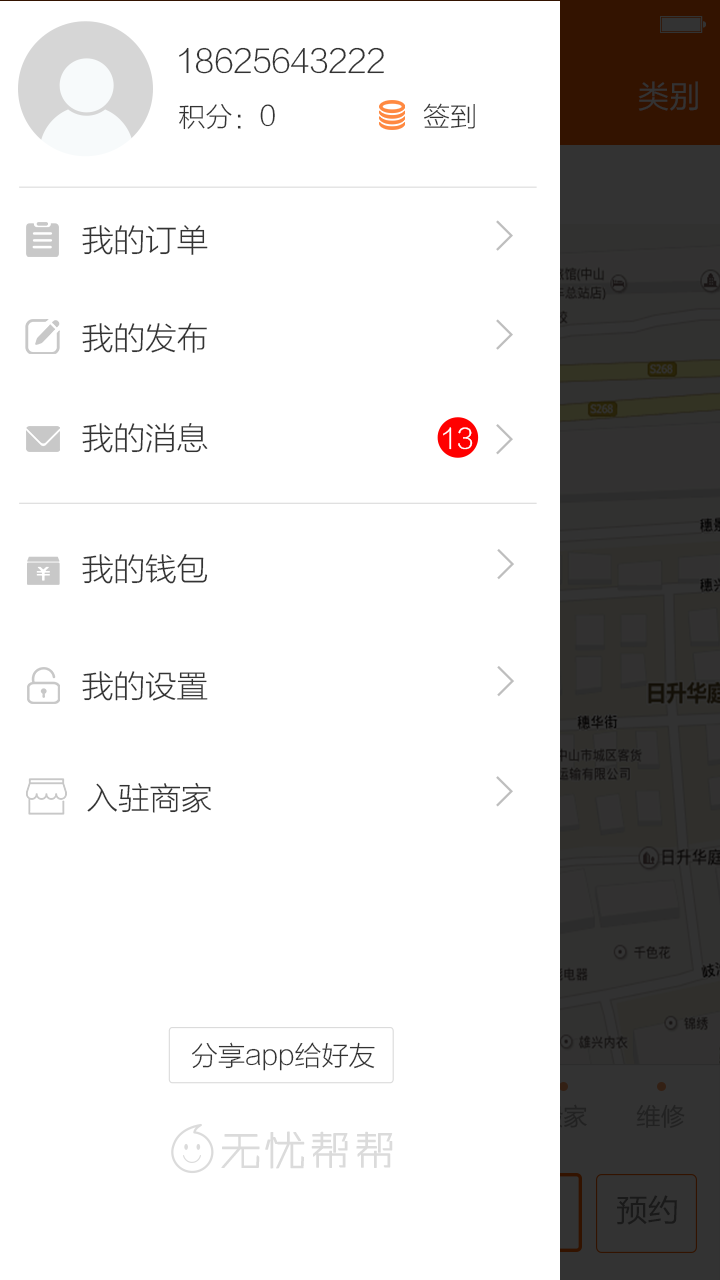 18625643222
积分：0
签到
我的订单
我的发布
我的消息
13
我的钱包
¥
我的设置
入驻商家
分享app给好友
无忧帮帮
类别
馆(中山
总站店)
S268
S268
穗
穗
日升华庭
穗华街
中山市城区客货
运输有限公司
日升华庭
千色花
电器
锦绣
雄兴内衣
家
维修
预约